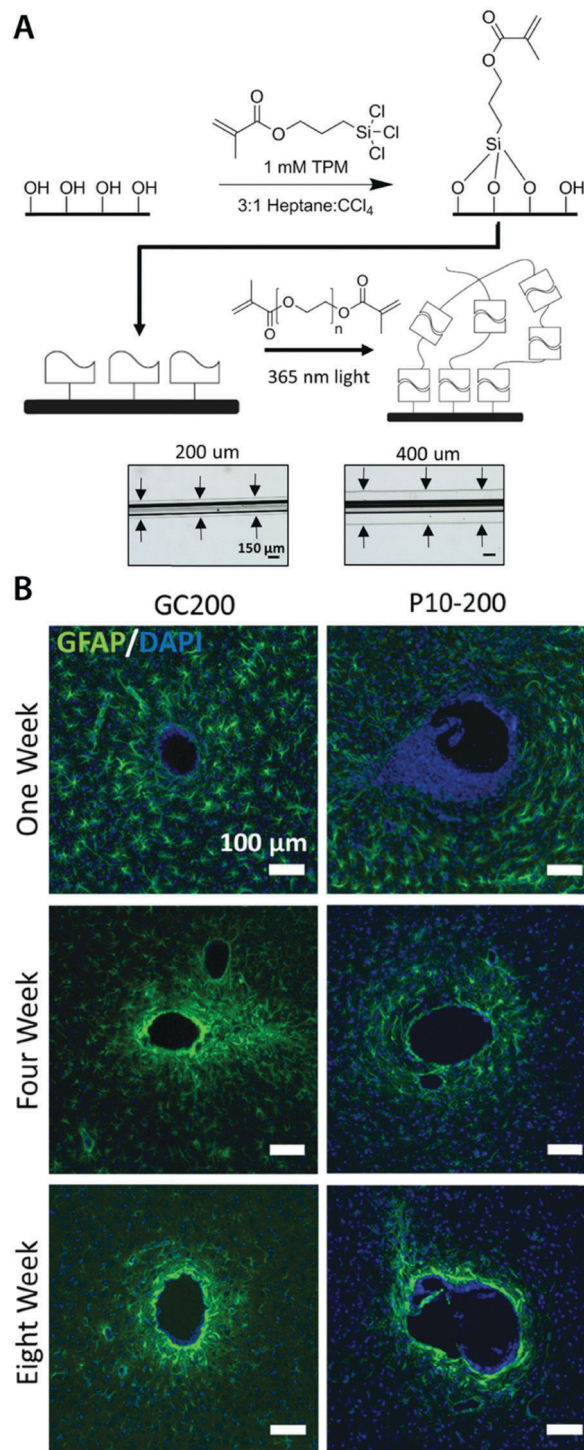 A
O
O
Cl
Si
Cl
Cl
1 mM TPM
3:1 Heptane:CCl4
OH OH OH OH
O
O
Si
O O O OH
O
O
O
O
n
365 nm light
200 um
400 um
150 µm
B
GC200 P10-200
GFAP/DAPI
One Week
100 µm
Four Week
Eight Week